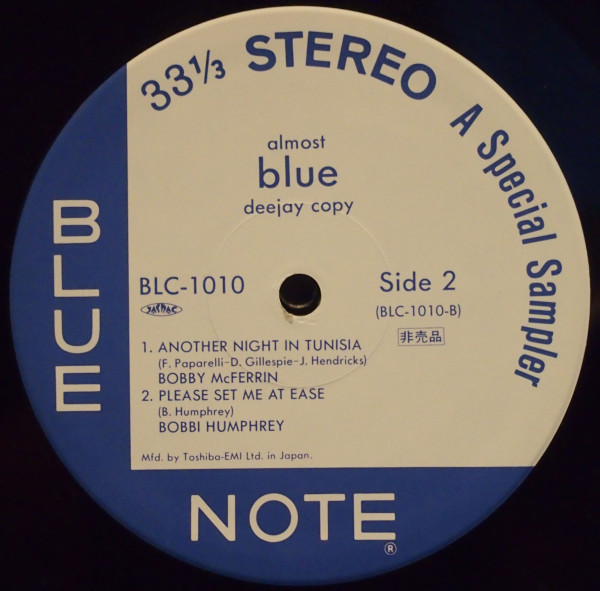 33⅓ STEREO
A Special Sampler
almost
blue
deejay copy
BLUE
BLC-1010
Side 2
(BLC-1010-B)
JASRAC
非売品
1. ANOTHER NIGHT IN TUNISIA
(F. Paparelli-D. Gillespie-J. Hendricks)
BOBBY McFERRIN
2. PLEASE SET ME AT EASE
(B. Humphrey)
BOBBI HUMPHREY
Mfd. by Toshiba-EMI Ltd. in Japan.
NOTE
®